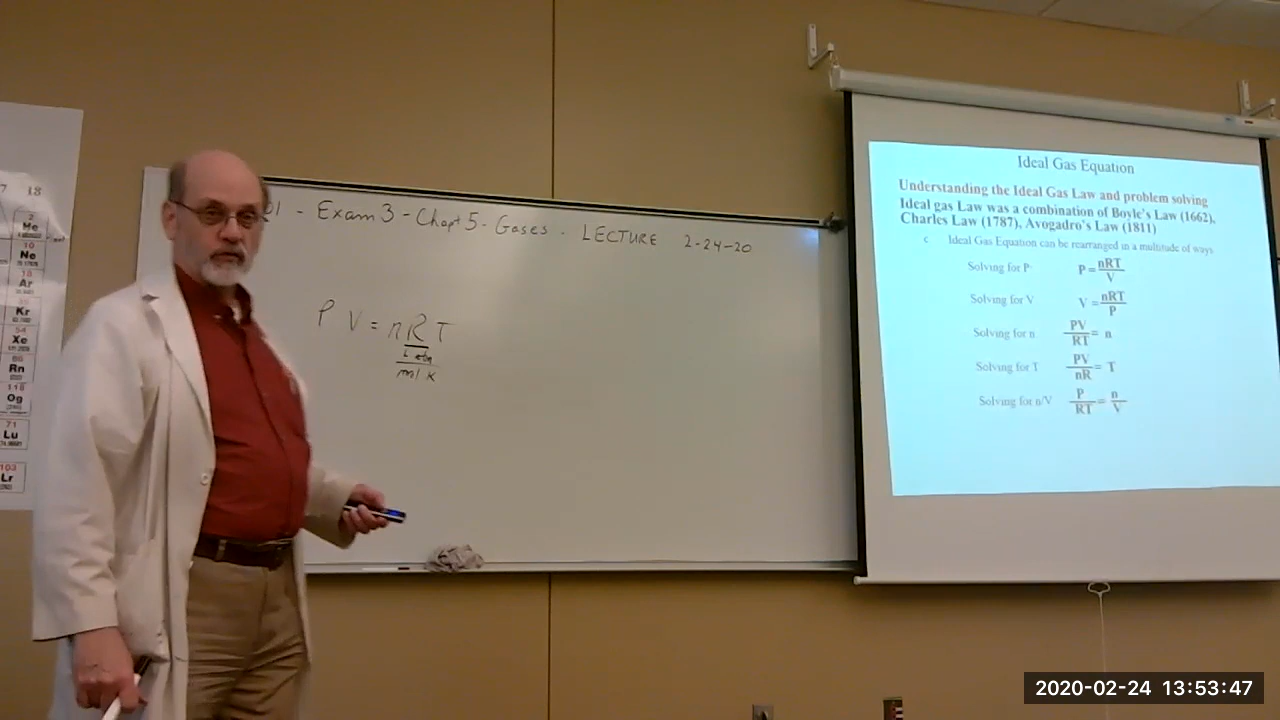 7 18
2
He
10
Ne
18
Ar
Kr
54
Xe
86
Rn
118
Og
71
Lu
103
Lr
01 - Exam 3 - Chapt 5 - Gases - LECTURE 2-24-20
P V = nRT
L atm
mol K
Ideal Gas Equation
Understanding the Ideal Gas Law and problem solving
Ideal gas Law was a combination of Boyle's Law (1662),
Charles Law (1787), Avogadro's Law (1811)
c Ideal Gas Equation can be rearranged in a multitude of ways
Solving for P P = nRT/V
Solving for V V = nRT/P
Solving for n PV/RT = n
Solving for T PV/nR = T
Solving for n/V P/RT = n/V
2020-02-24 13:53:47